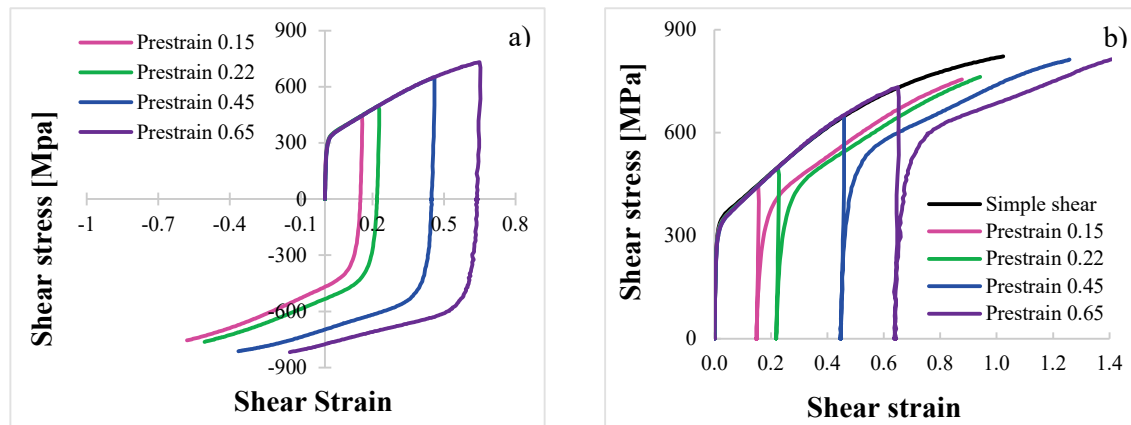 a)
900
600
300
0
-300
-600
-900
-1
-0.7
-0.4
-0.1
0.2
0.5
0.8
Prestrain 0.15
Prestrain 0.22
Prestrain 0.45
Prestrain 0.65
Shear stress [Mpa]
Shear Strain
b)
900
600
300
0
0.0
0.2
0.4
0.6
0.8
1.0
1.2
1.4
Simple shear
Prestrain 0.15
Prestrain 0.22
Prestrain 0.45
Prestrain 0.65
Shear stress [MPa]
Shear strain